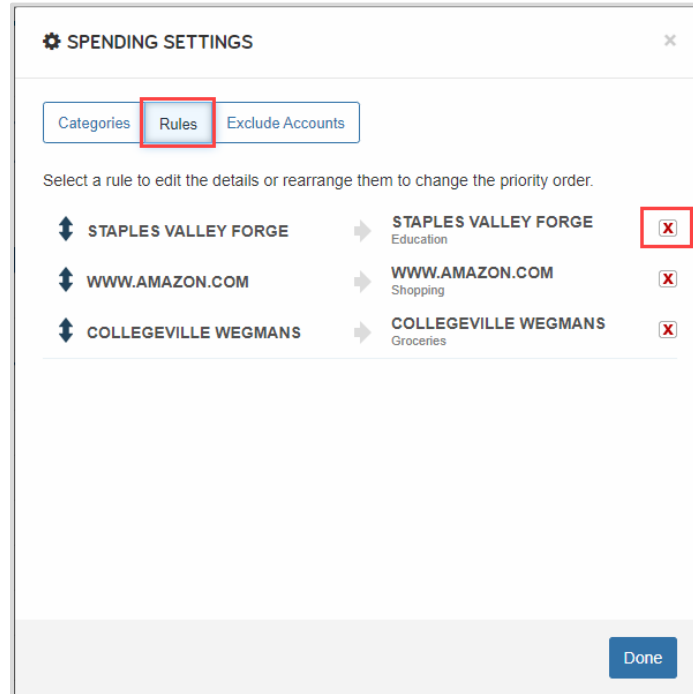 SPENDING SETTINGS
×
Categories Rules Exclude Accounts
Select a rule to edit the details or rearrange them to change the priority order.
STAPLES VALLEY FORGE STAPLES VALLEY FORGE X
Education
WWW.AMAZON.COM WWW.AMAZON.COM X
Shopping
COLLEGEVILLE WEGMANS COLLEGEVILLE WEGMANS X
Groceries
Done